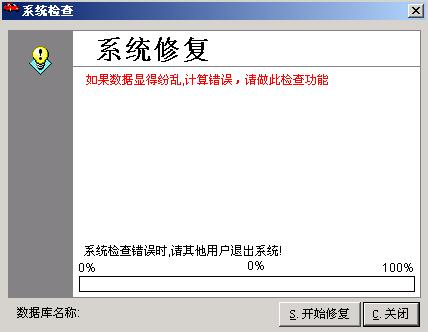 系统检查
系统修复
如果数据显得纷乱,计算错误，请做此检查功能
系统检查错误时,请其他用户退出系统!
0% 0% 100%
数据库名称: S. 开始修复 C. 关闭